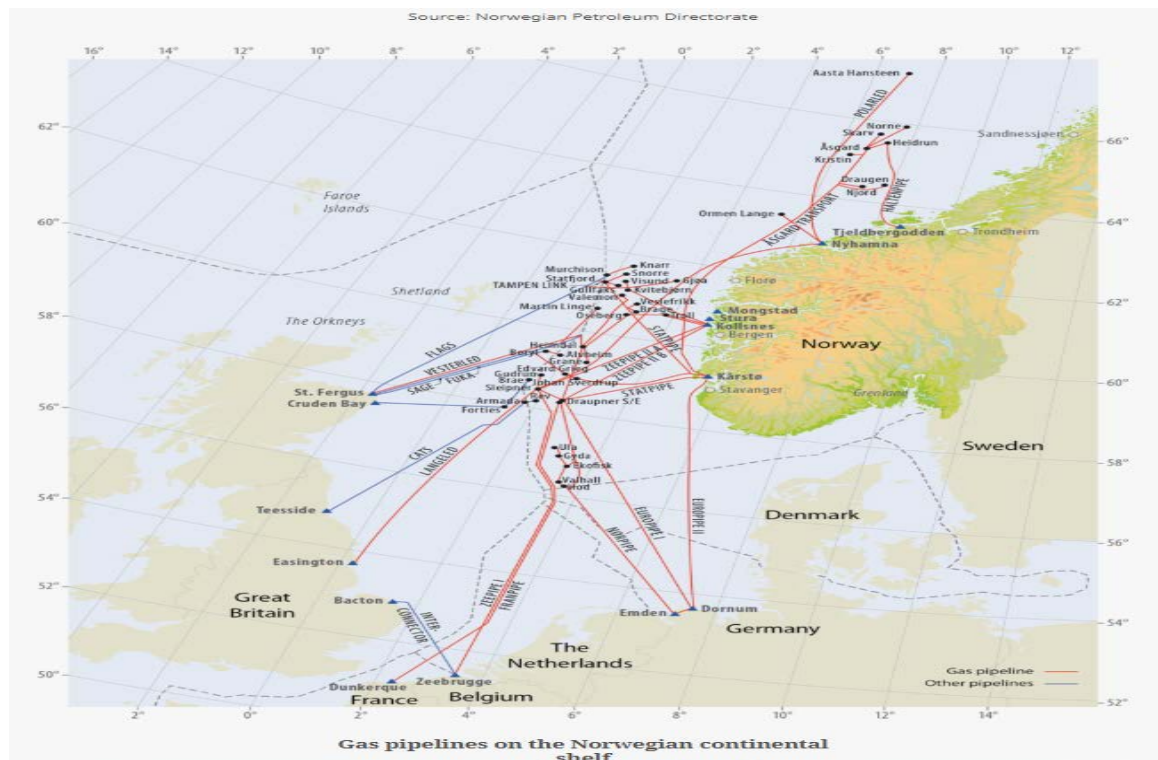 Source: Norwegian Petroleum Directorate
16° 14° 12° 10° 8° 6° 4° 2° 0° 2° 0° 4° 6° 8° 10° 12°
Aasta Hansteen
POLARLED
62°
Norne
Skarv
Sandnessjøen
66°
Åsgard
Heidrun
Kristin
Draugen
Njord
HALTENPIPE
Faroe
Islands
Ormen Lange
ÅSGARD TRANSPORT
60°
64°
Tjeldbergodden
Trondheim
Nyhamna
Knarr
Murchison
Snorre
Statfjord
Visund
Gjøa
Florø
TAMPEN LINK
Gullfaks
Kvitebjørn
Shetland
Valemon
Martin Linge
Veslefrikk
Brage
Oseberg
Troll
62°
58°
Mongstad
Stura
Kollsnes
Bergen
The Orkneys
Norway
STATPIPE
Heimdal
Beryl
Alvheim
Grane
ZEEPIPE II A
ZEEPIPE II B
FLAGS
VESTERLED
Edvard Grieg
Gudrun
Brae
Johan Sverdrup
Sleipner
Kårstø
60°
SAGE
FUKA
STATPIPE
St. Fergus
Stavanger
Grenland
56°
Cruden Bay
Armada
Rev
Draupner S/E
Forties
CATS
LANGELED
Ula
Gyda
Ekofisk
Sweden
58°
Valhall
Hod
54°
Teesside
Denmark
EUROPIPE II
EUROPIPE I
NORPIPE
56°
Easington
52°
Great
Britain
Bacton
ZEEPIPE I
FRANPIPE
INTER-
CONNECTOR
Emden
Dornum
Germany
54°
The
Netherlands
50°
Gas pipeline
Other pipelines
Dunkerque
Zeebrugge
Belgium
France
52°
2° 0° 2° 4° 6° 8° 10° 12° 14°
Gas pipelines on the Norwegian continental
shelf